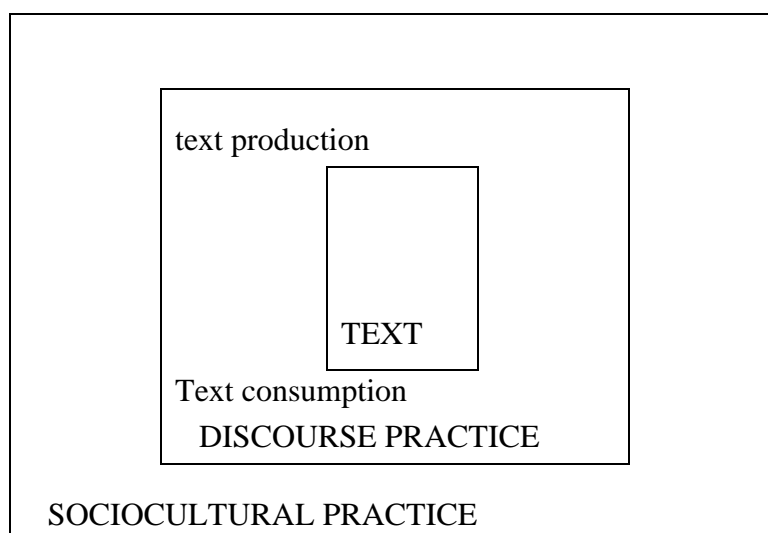 text production
TEXT
Text consumption
DISCOURSE PRACTICE
SOCIOCULTURAL PRACTICE